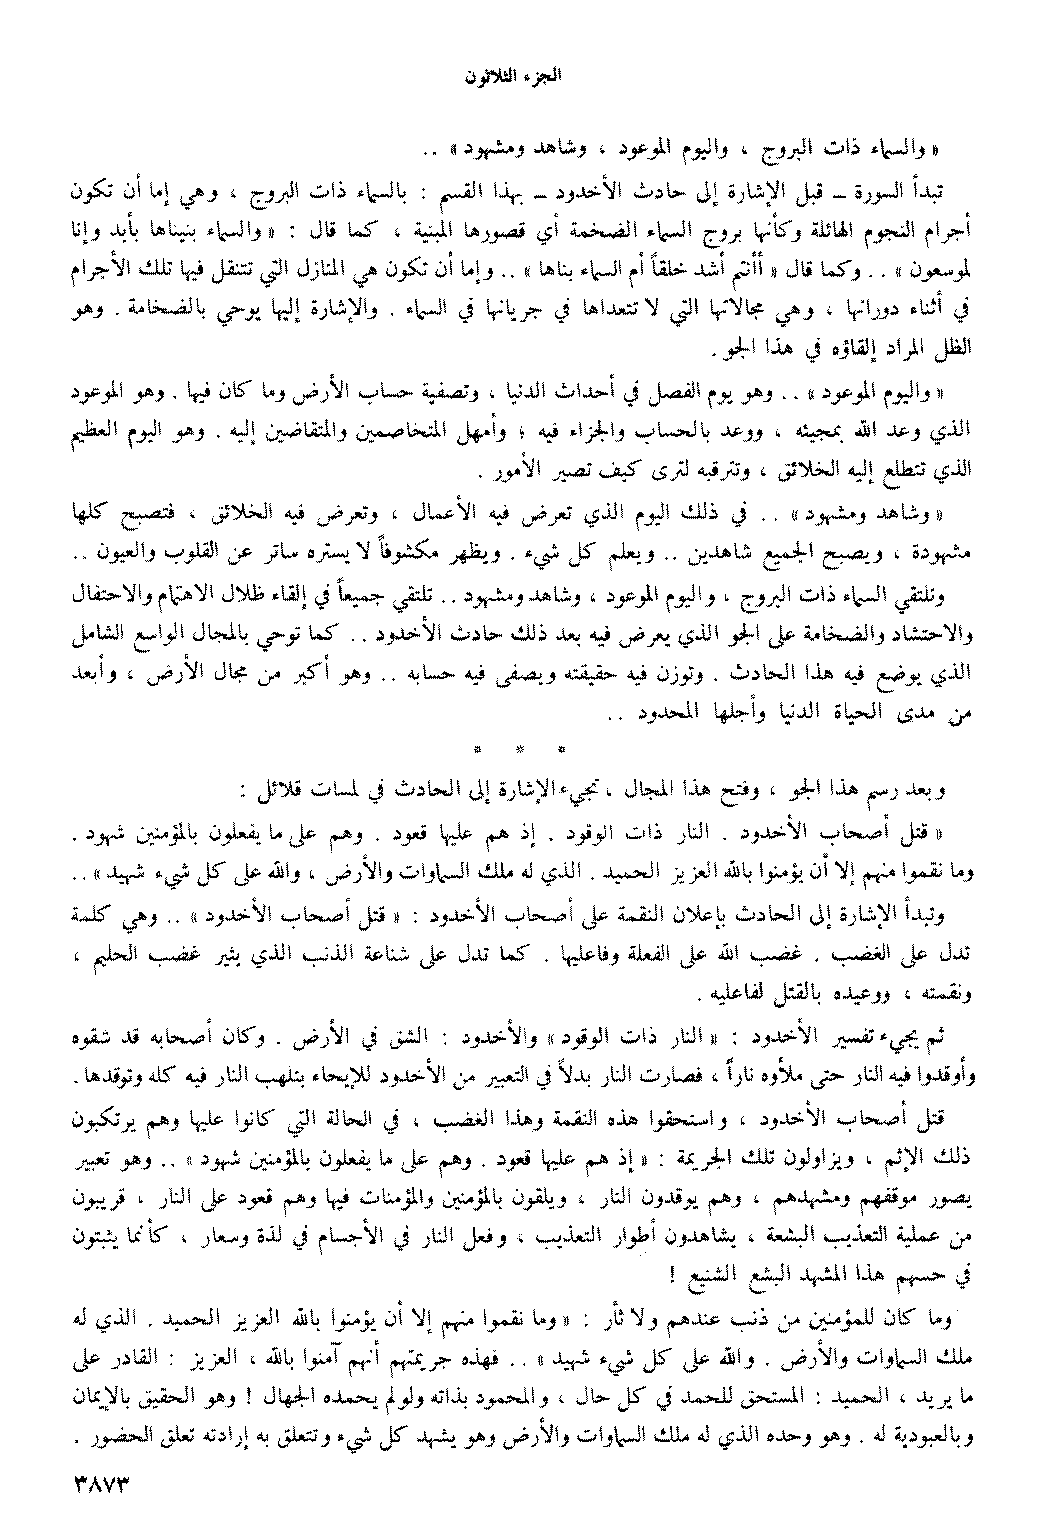 الجزء الثلاثون
« والسماء ذات البروج ، واليوم الموعود ، وشاهد ومشهود » ..
تبدأ السورة – قبل الإشارة إلى حادث الأخدود – بهذا القسم : بالسماء ذات البروج ، وهي إما أن تكون
أجرام النجوم الهائلة وكأنها بروج السماء الضخمة أي قصورها المبنية ، كما قال : « والسماء بنيناها بأيد وإنا
لموسعون » .. وكما قال « أأنتم أشد خلقاً أم السماء بناها » .. وإما أن تكون هي المنازل التي تتنقل فيها تلك الأجرام
في أثناء دورانها ، وهي مجالاتها التي لا تتعداها في جريانها في السماء . والإشارة إليها يوحي بالضخامة . وهو
الظل المراد إلقاؤه في هذا الجو .
« واليوم الموعود » .. وهو يوم الفصل في أحداث الدنيا ، وتصفية حساب الأرض وما كان فيها . وهو الموعود
الذي وعد الله بمجيئه ، ووعد بالحساب والجزاء فيه ؛ وأمهل المتخاصمين والمتقاضين إليه . وهو اليوم العظيم
الذي تتطلع إليه الخلائق ، وتترقبه لترى كيف تصير الأمور .
« وشاهد ومشهود » .. في ذلك اليوم الذي تعرض فيه الأعمال ، وتعرض فيه الخلائق ، فتصبح كلها
مشهودة ، ويصبح الجميع شاهدين .. ويعلم كل شيء . ويظهر مكشوفاً لا يستره ساتر عن القلوب والعيون ..
وتلتقي السماء ذات البروج ، واليوم الموعود ، وشاهد ومشهود .. تلتقي جميعاً في إلقاء ظلال الاهتمام والاحتفال
والاحتشاد والضخامة على الجو الذي يعرض فيه بعد ذلك حادث الأخدود .. كما توحي بالمجال الواسع الشامل
الذي يوضع فيه هذا الحادث . وتوزن فيه حقيقته ويصفى فيه حسابه .. وهو أكبر من مجال الأرض ، وأبعد
من مدى الحياة الدنيا وأجلها المحدود ..
* * *
وبعد رسم هذا الجو ، وفتح هذا المجال ، تجيء الإشارة إلى الحادث في لمسات قلائل :
« قتل أصحاب الأخدود . النار ذات الوقود . إذ هم عليها قعود . وهم على ما يفعلون بالمؤمنين شهود .
وما نقموا منهم إلا أن يؤمنوا بالله العزيز الحميد . الذي له ملك السماوات والأرض ، والله على كل شيء شهيد » ..
وتبدأ الإشارة إلى الحادث بإعلان النقمة على أصحاب الأخدود : « قتل أصحاب الأخدود » .. وهي كلمة
تدل على الغضب . غضب الله على الفعلة وفاعليها . كما تدل على شناعة الذنب الذي يثير غضب الحليم ،
ونقمته ، ووعيده بالقتل لفاعليه .
ثم يجيء تفسير الأخدود : « النار ذات الوقود » والأخدود : الشق في الأرض . وكان أصحابه قد شقوه
وأوقدوا فيه النار حتى ملأوه ناراً ، فصارت النار بدلاً في التعبير من الأخدود للإيحاء بتلهب النار فيه كله وتوقدها .
قتل أصحاب الأخدود ، واستحقوا هذه النقمة وهذا الغضب ، في الحالة التي كانوا عليها وهم يرتكبون
ذلك الإثم ، ويزاولون تلك الجريمة : « إذ هم عليها قعود . وهم على ما يفعلون بالمؤمنين شهود » .. وهو تعبير
يصور موقفهم ومشهدهم ، وهم يوقدون النار ، ويلقون بالمؤمنين والمؤمنات فيها وهم قعود على النار ، قريبون
من عملية التعذيب البشعة ، يشاهدون أطوار التعذيب ، وفعل النار في الأجسام في لذة وسعار ، كأنما يثبتون
في حسهم هذا المشهد البشع الشنيع !
وما كان للمؤمنين من ذنب عندهم ولا ثأر : « وما نقموا منهم إلا أن يؤمنوا بالله العزيز الحميد . الذي له
ملك السماوات والأرض . والله على كل شيء شهيد » .. فهذه جريمتهم أنهم آمنوا بالله ، العزيز : القادر على
ما يريد ، الحميد : المستحق للحمد في كل حال ، والمحمود بذاته ولو لم يحمده الجهال ! وهو الحقيق بالإيمان
وبالعبودية له . وهو وحده الذي له ملك السماوات والأرض وهو يشهد كل شيء وتتعلق به إرادته تعلق الحضور .
٣٨٧٣